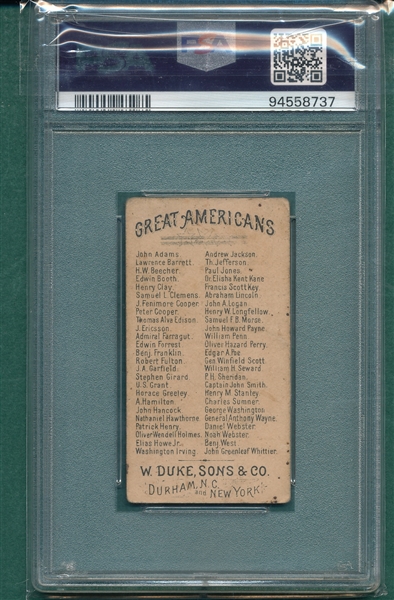 PSA
94558737
GREAT AMERICANS
John Adams.
Lawrence Barrett.
H.W. Beecher.
Edwin Booth.
Henry Clay.
Samuel L. Clemens.
J. Fenimore Cooper
Peter Cooper.
Thomas Alva Edison.
J. Ericsson.
Admiral Farragut.
Edwin Forrest
Benj. Franklin.
Robert Fulton
J. A. Garfield.
Stephen Girard.
U.S. Grant
Horace Greeley
A. Hamilton.
John Hancock
Nathaniel Hawthorne
Patrick Henry.
Oliver Wendell Holmes.
Elias Howe Jr.
Washington Irving
Andrew Jackson.
Th. Jefferson.
Paul Jones.
Dr. Elisha Kent Kane
Francis Scott Key.
Abraham Lincoln.
John A. Logan
Henry W. Longfellow.
Samuel F.B. Morse.
John Howard Payne.
William Penn.
Oliver Hazard Perry.
Edgar A. Poe
Gen Winfield Scott.
William H. Seward
P.H. Sheridan.
Captain John Smith.
Henry M Stanley.
Charles Sumner.
George Washington
General Anthony Wayne.
Daniel Webster.
Noah Webster.
Benj West.
John Greenleaf Whittier.
W. DUKE, SONS & CO.
DURHAM, N.C. and NEW YORK.